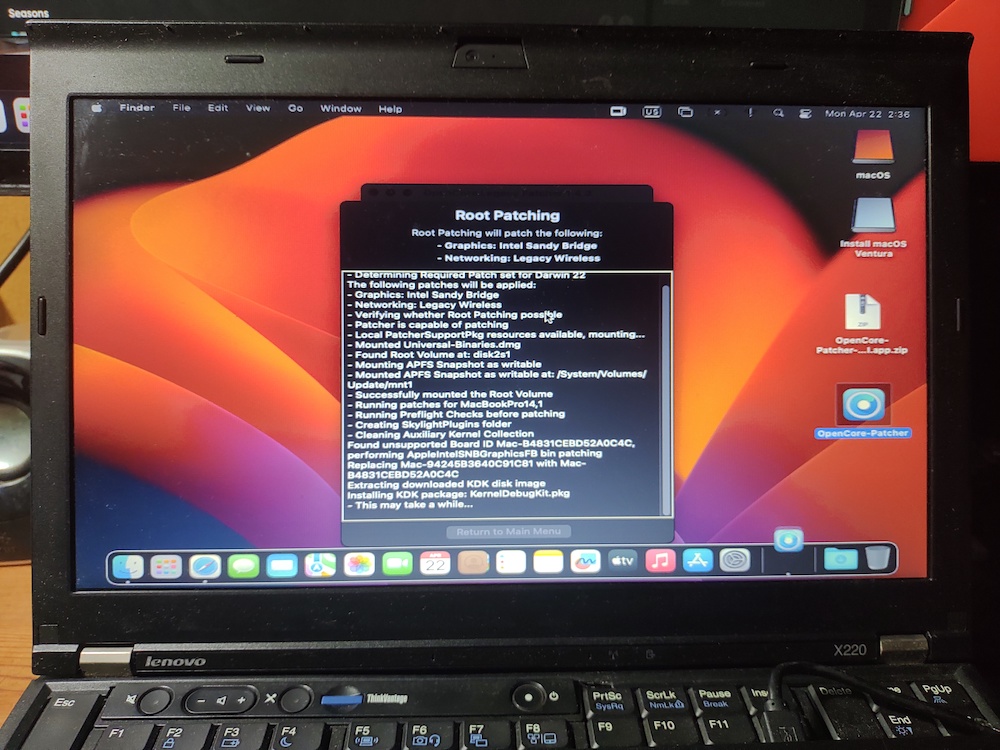 Seasons
Finder File Edit View Go Window Help
US
Mon Apr 22 2:36
macOS
Install macOS
Ventura
ZIP
OpenCore-
Patcher-...l.app.zip
OpenCore-Patcher
Root Patching
Root Patching will patch the following:
- Graphics: Intel Sandy Bridge
- Networking: Legacy Wireless
- Determining Required Patch set for Darwin 22
The following patches will be applied:
- Graphics: Intel Sandy Bridge
- Networking: Legacy Wireless
- Verifying whether Root Patching possible
- Patcher is capable of patching
- Local PatcherSupportPkg resources available, mounting...
- Mounted Universal-Binaries.dmg
- Found Root Volume at: disk2s1
- Mounting APFS Snapshot as writable
- Mounted APFS Snapshot as writable at: /System/Volumes/
Update/mnt1
- Successfully mounted the Root Volume
- Running patches for MacBookPro14,1
- Running Preflight Checks before patching
- Creating SkylightPlugins folder
- Cleaning Auxiliary Kernel Collection
Found unsupported Board ID Mac-B4831CEBD52A0C4C,
performing AppleIntelSNBGraphicsFB bin patching
Replacing Mac-94245B3640C91C81 with Mac-
B4831CEBD52A0C4C
Extracting downloaded KDK disk image
Installing KDK package: KernelDebugKit.pkg
- This may take a while...
Return to Main Menu
APR
22
tv
lenovo
X220
Esc
ThinkVantage
PrtSc
SysRq
ScrLk
NmLk
Pause
Break
Ins
Delete
PgUp
End
F1
F2
F3
F4
F5
F6
F7
F8
F9
F10
F11